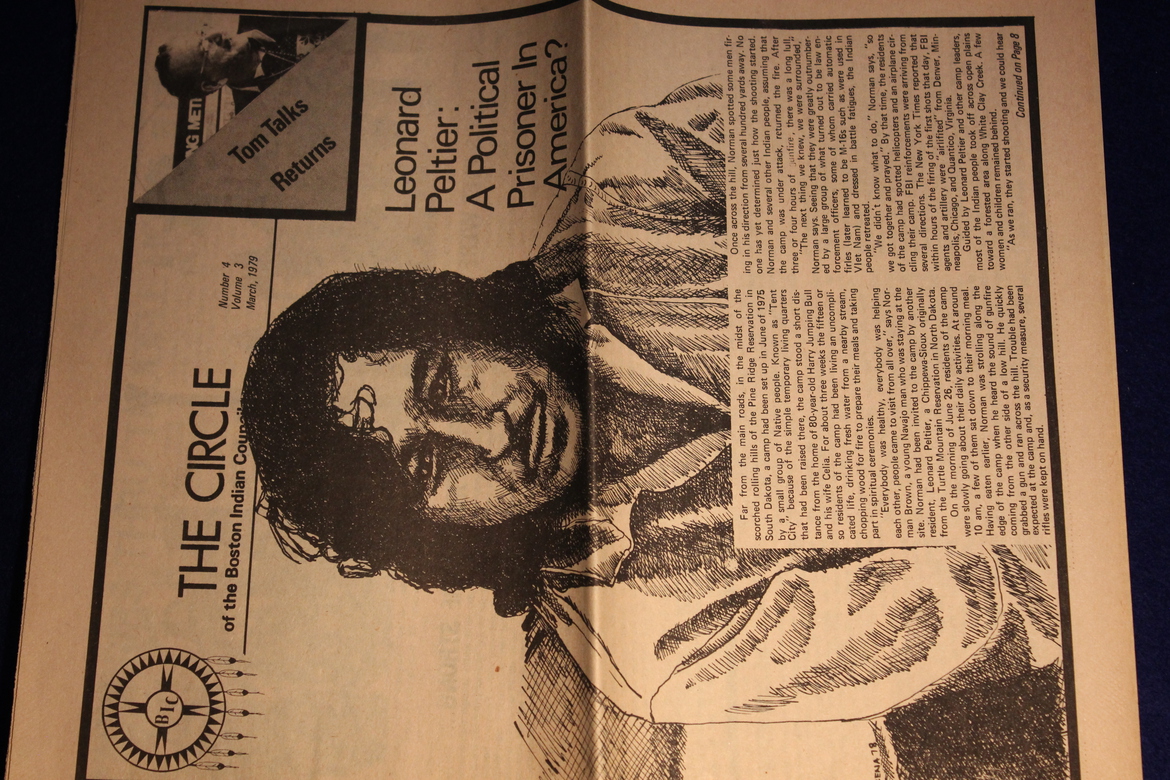 BIC
THE CIRCLE
of the Boston Indian Council
Number 4
Volume 3
March, 1979
NG MET
Tom Talks
Returns
Leonard
Peltier:
A Political
Prisoner In
America?
Far from the main roads, in the midst of the
scorched rolling hills of the Pine Ridge Reservation in
South Dakota, a camp had been set up in June of 1975
by a small group of Native people. Known as "Tent
City" because of the simple temporary living quarters
that had been raised there, the camp stood a short dis-
tance from the home of 80-year-old Harry Jumping Bull
and his wife Celia. For about three weeks the fifteen or
so residents of the camp had been living an uncompli-
cated life, drinking fresh water from a nearby stream,
chopping wood for fire to prepare their meals and taking
part in spiritual ceremonies.
"Everybody was healthy, everybody was helping
each other, people came to visit from all over," says Nor-
man Brown, a young Navajo man who was staying at the
site. Norman had been invited to the camp by another
resident, Leonard Peltier, a Chippewa-Sioux originally
from the Turtle Mountain Reservation in North Dakota.
On the morning of June 26, residents of the camp
were slowly going about their daily activities. At around
10 am, a few of them sat down to their morning meal.
Having eaten earlier, Norman was strolling along the
edge of the camp when he heard the sound of gunfire
coming from the other side of a low hill. He quickly
grabbed a gun and ran across the hill. Trouble had been
expected at the camp and, as a security measure, several
rifles were kept on hand.
Once across the hill, Norman spotted some men fir-
ing in his direction from several hundred yards away. No
one has yet determined just how the shooting started.
Norman and several other Indian people, assuming that
the camp was under attack, returned the fire. After
three or four hours of gunfire, there was a long lull.
"The next thing we knew, we were surrounded,"
Norman says. Seeing that they were greatly outnumber-
ed by a large group of what turned out to be law en-
forcement officers, some of whom carried automatic
firles (later learned to be M-16s such as were used in
Viet Nam) and dressed in battle fatigues, the Indian
people retreated.
"We didn't know what to do," Norman says, "so
we got together and prayed." By that time, the residents
of the camp had spotted helicopters and an airplane cir-
cling their camp. FBI reinforcements were arriving from
several directions. The New York Times reported that
within hours of the firing of the first shots that day, FBI
agents and artillery were "airlifted" from Denver, Min-
neapolis, Chicago, and Quantico, Virginia.
Guided by Leonard Peltier and other camp leaders,
most of the Indian people took off across open plains
toward a forested area along White Clay Creek. A few
women and children remained behind.
"As we ran, they started shooting and we could hear
Continued on Page 8
ENA 78